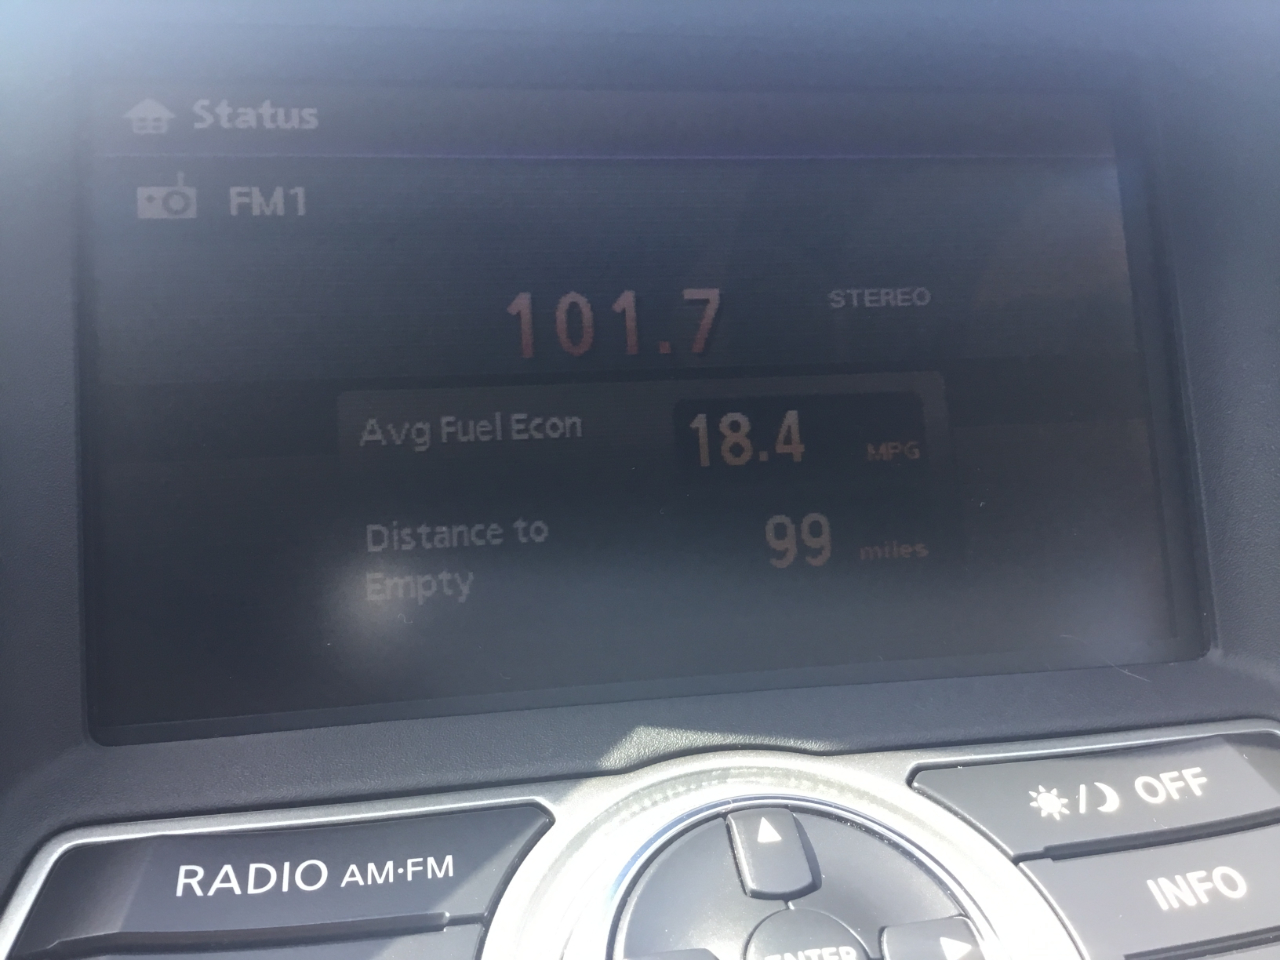 Status
FM1
101.7 STEREO
Avg Fuel Econ 18.4 MPG
Distance to 99 miles
Empty
RADIO AM·FM
/ OFF
INFO
ENTER